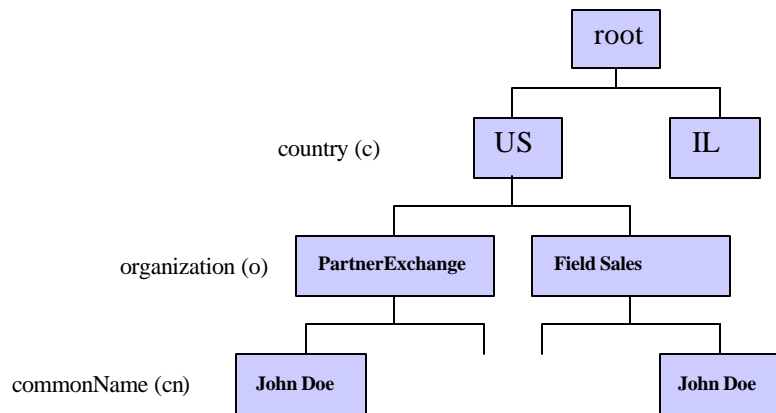 root
country (c)
US
IL
organization (o)
PartnerExchange
Field Sales
commonName (cn)
John Doe
John Doe